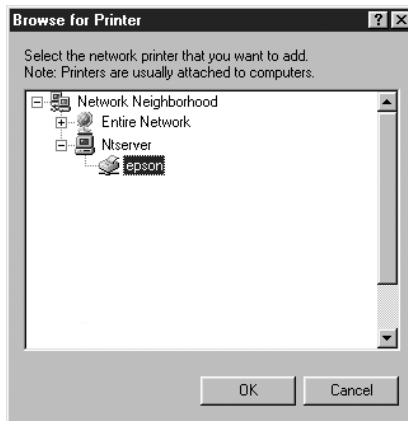 Browse for Printer
Select the network printer that you want to add.
Note: Printers are usually attached to computers.
Network Neighborhood
Entire Network
Ntserver
epson
OK
Cancel